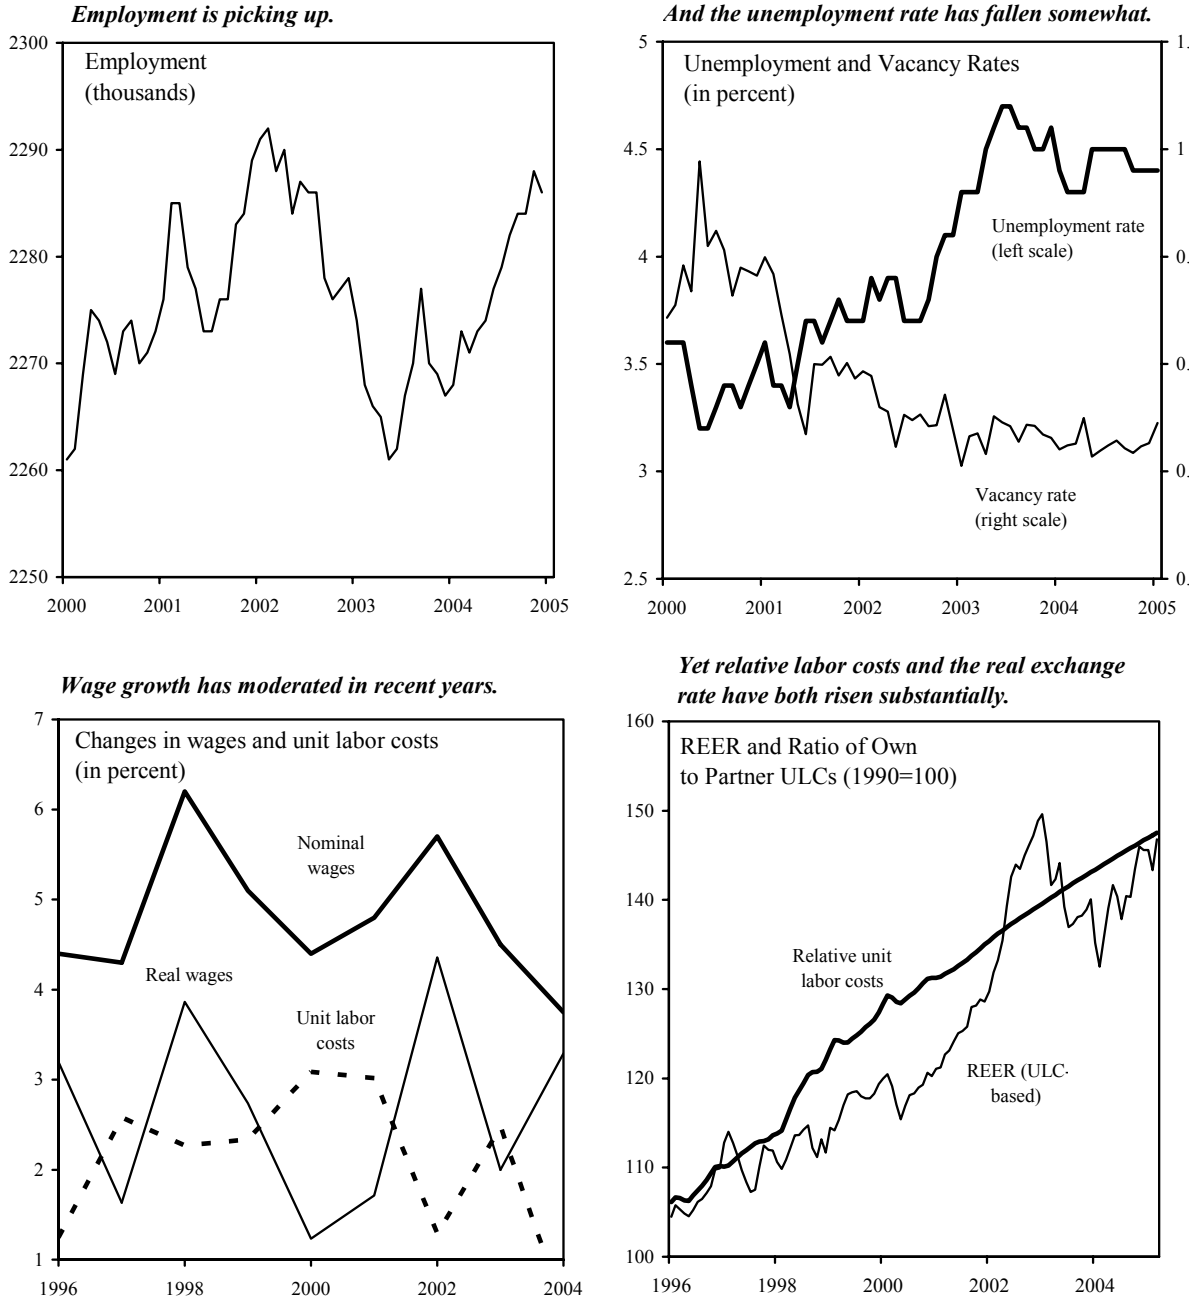 Employment is picking up.
Employment
(thousands)
2300
2290
2280
2270
2260
2250
2000 2001 2002 2003 2004 2005
And the unemployment rate has fallen somewhat.
Unemployment and Vacancy Rates
(in percent)
5
4.5
4
3.5
3
2.5
1
Unemployment rate
(left scale)
Vacancy rate
(right scale)
2000 2001 2002 2003 2004 2005
Wage growth has moderated in recent years.
Changes in wages and unit labor costs
(in percent)
7
6
5
4
3
2
1
Nominal
wages
Real wages
Unit labor
costs
1996 1998 2000 2002 2004
Yet relative labor costs and the real exchange
rate have both risen substantially.
REER and Ratio of Own
to Partner ULCs (1990=100)
160
150
140
130
120
110
100
Relative unit
labor costs
REER (ULC-
based)
1996 1998 2000 2002 2004